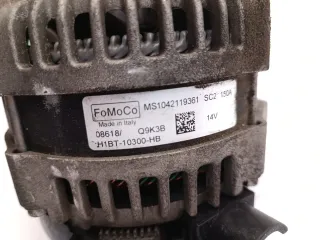 FoMoCo MS1042119361 SC2 150A
Made in Italy
08618/ Q9K3B 14V
H1BT-10300-HB